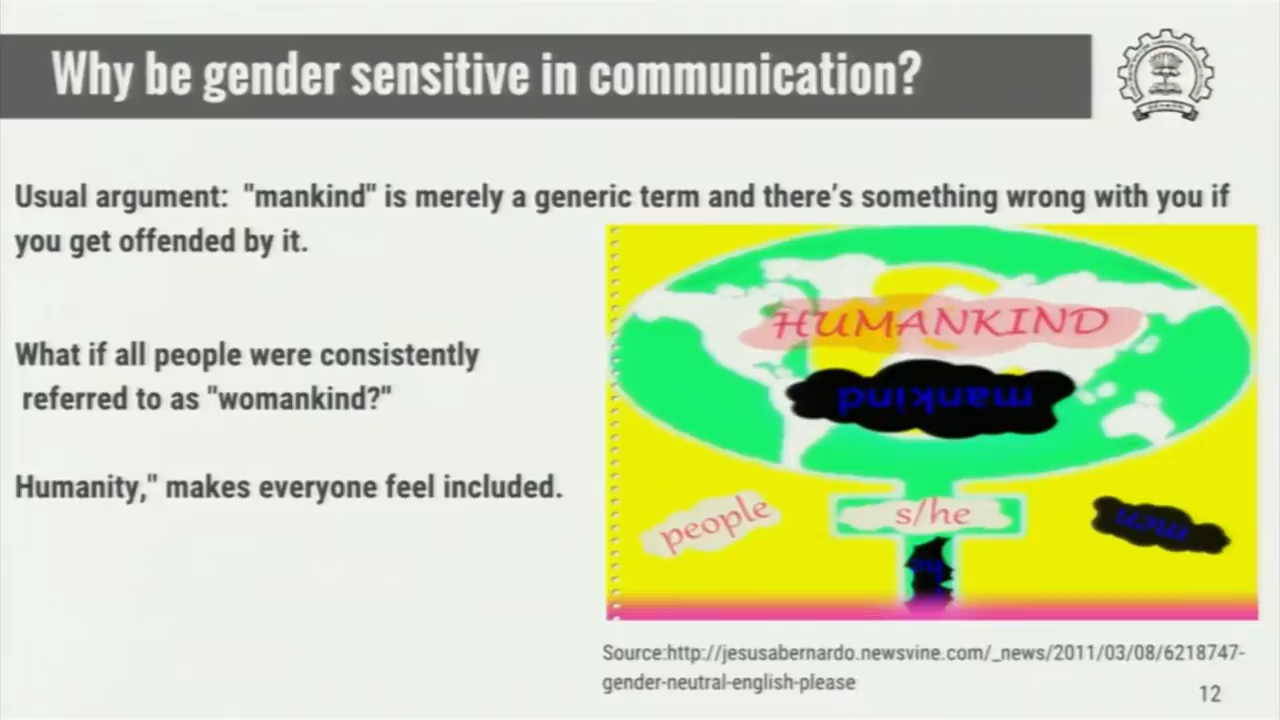 Why be gender sensitive in communication?
Usual argument: "mankind" is merely a generic term and there's something wrong with you if
you get offended by it.
What if all people were consistently
referred to as "womankind?"
Humanity," makes everyone feel included.
HUMANKIND
mankind
people
s/he
men
he
Source:http://jesusabernardo.newsvine.com/_news/2011/03/08/6218747-
gender-neutral-english-please
12